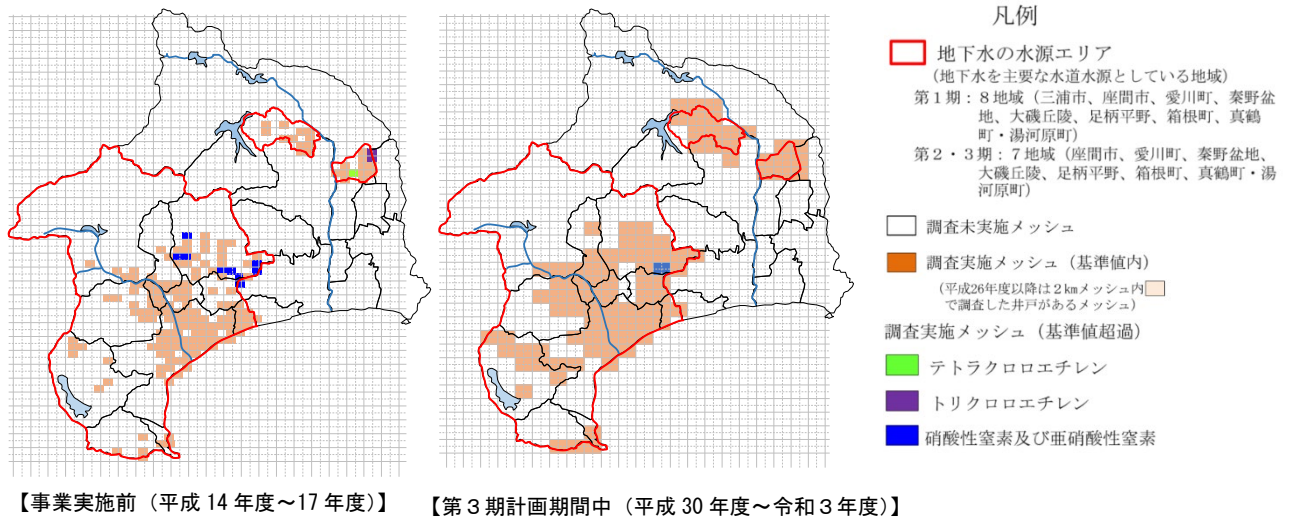 凡例
地下水の水源エリア
(地下水を主要な水道水源としている地域)
第1期：8地域（三浦市、座間市、愛川町、秦野盆
地、大磯丘陵、足柄平野、箱根町、真鶴
町・湯河原町）
第2・3期：7地域（座間市、愛川町、秦野盆地、
大磯丘陵、足柄平野、箱根町、真鶴町・湯
河原町）
調査未実施メッシュ
調査実施メッシュ（基準値内）
（平成26年度以降は2kmメッシュ内
で調査した井戸があるメッシュ）
調査実施メッシュ（基準値超過）
テトラクロロエチレン
トリクロロエチレン
硝酸性窒素及び亜硝酸性窒素
【事業実施前（平成14年度～17年度）】
【第３期計画期間中（平成30年度～令和３年度）】